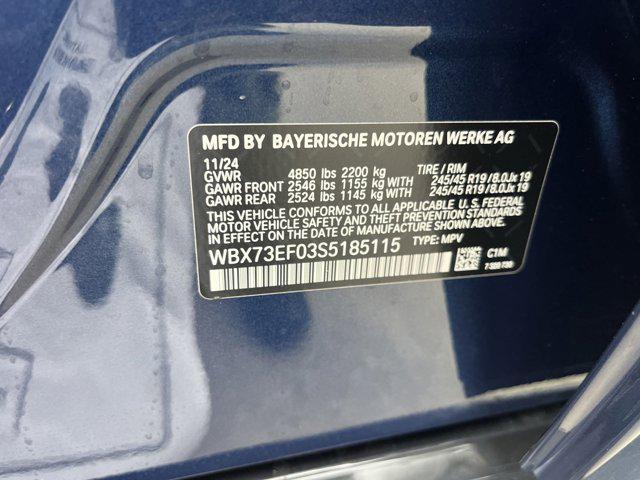 MFD BY BAYERISCHE MOTOREN WERKE AG
11/24
GVWR 4850 lbs 2200 kg TIRE / RIM
GAWR FRONT 2546 lbs 1155 kg WITH 245/45 R19/8.0Jx19
GAWR REAR 2524 lbs 1145 kg WITH 245/45 R19/8.0Jx19
THIS VEHICLE CONFORMS TO ALL APPLICABLE U. S. FEDERAL
MOTOR VEHICLE SAFETY AND THEFT PREVENTION STANDARDS
IN EFFECT ON THE DATE OF MANUFACTURE SHOWN ABOVE.
WBX73EF03S5185115 TYPE: MPV
C1M